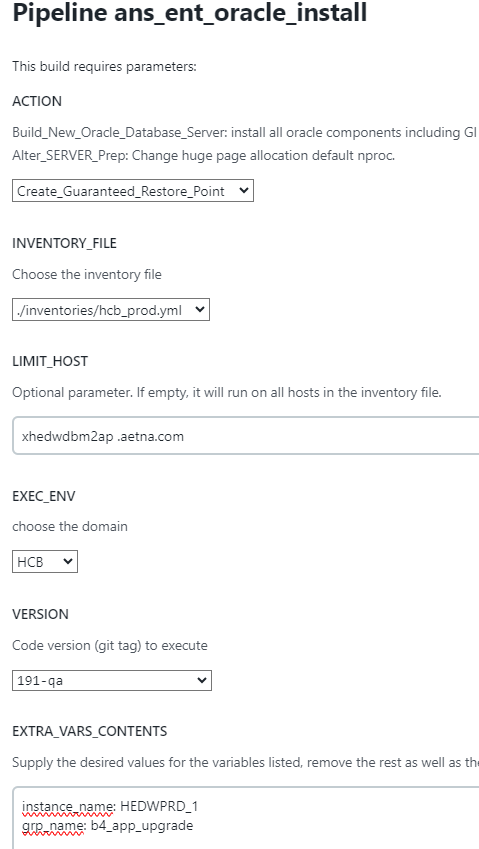 Pipeline ans_ent_oracle_install
This build requires parameters:
ACTION
Build_New_Oracle_Database_Server: install all oracle components including GI
Alter_SERVER_Prep: Change huge page allocation default nproc.
Create_Guaranteed_Restore_Point
INVENTORY_FILE
Choose the inventory file
./inventories/hcb_prod.yml
LIMIT_HOST
Optional parameter. If empty, it will run on all hosts in the inventory file.
xhedwdbm2ap .aetna.com
EXEC_ENV
choose the domain
HCB
VERSION
Code version (git tag) to execute
191-qa
EXTRA_VARS_CONTENTS
Supply the desired values for the variables listed, remove the rest as well as the
instance_name: HEDWPRD_1
grp_name: b4_app_upgrade